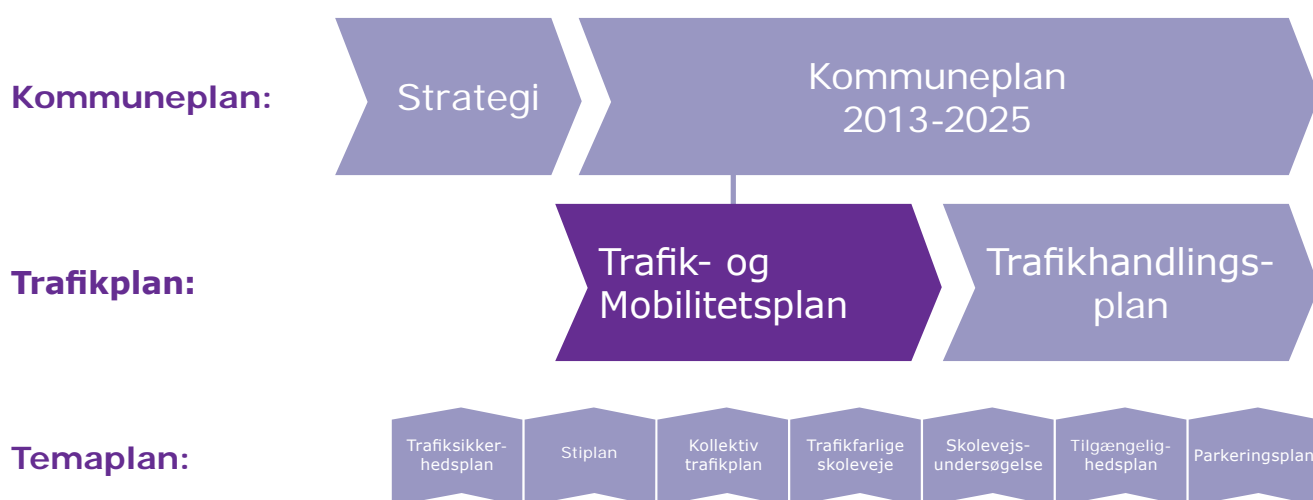 Kommuneplan:
Strategi
Kommuneplan
2013-2025
Trafikplan:
Trafik- og
Mobilitetsplan
Trafikhandlings-
plan
Temaplan:
Trafiksikker-
hedsplan
Stiplan
Kollektiv
trafikplan
Trafikfarlige
skoleveje
Skolevejs-
undersøgelse
Tilgængelig-
hedsplan
Parkeringsplan